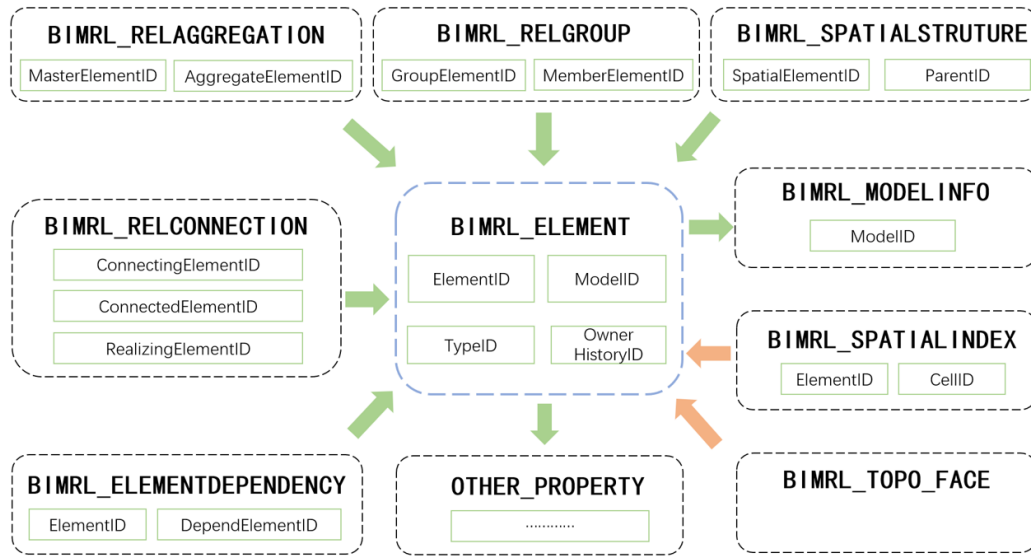 BIMRL_RELAGGREGATION
MasterElementID AggregateElementID
BIMRL_RELGROUP
GroupElementID MemberElementID
BIMRL_SPATIALSTRUTURE
SpatialElementID ParentID
BIMRL_RELCONNECTION
ConnectingElementID
ConnectedElementID
RealizingElementID
BIMRL_ELEMENT
ElementID ModelID
TypeID Owner
HistoryID
BIMRL_MODELINFO
ModelID
BIMRL_SPATIALINDEX
ElementID CellID
BIMRL_ELEMENTDEPENDENCY
ElementID DependElementID
OTHER_PROPERTY
…………
BIMRL_TOPO_FACE